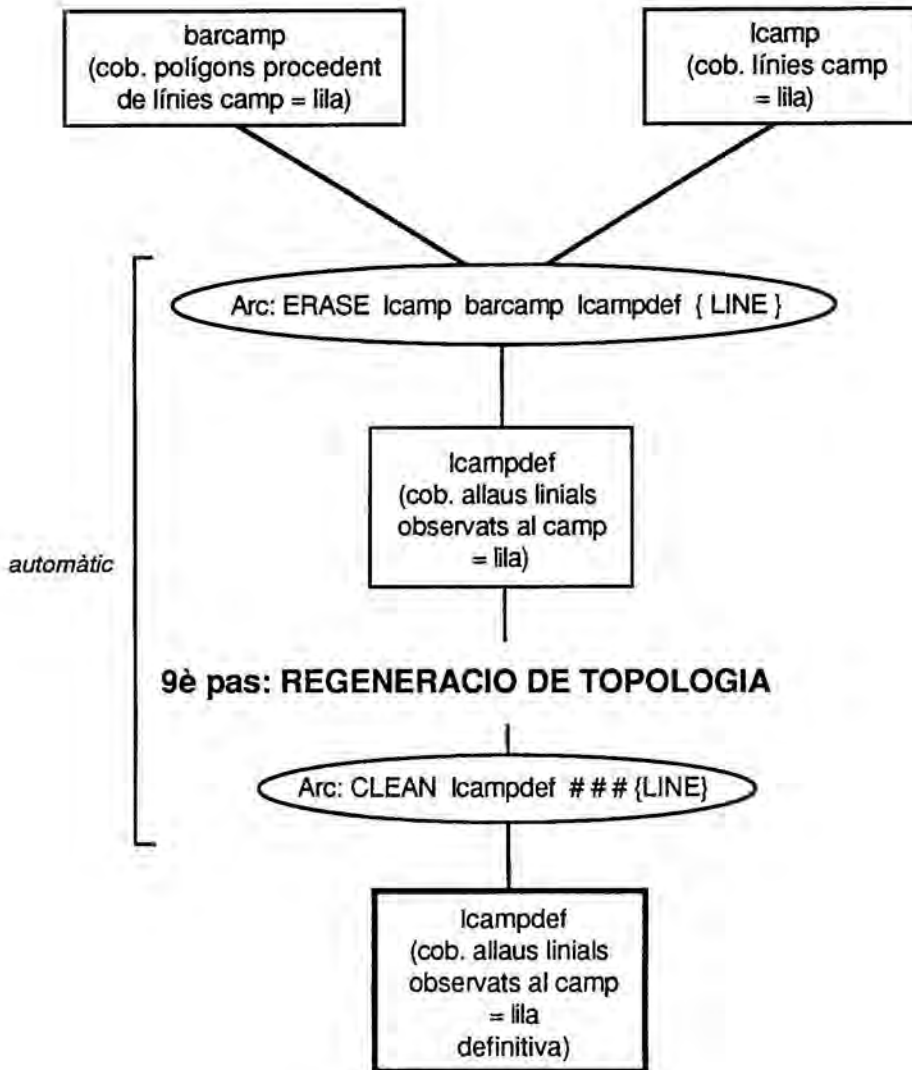 barcamp
(cob. polígons procedent
de línies camp = lila)
lcamp
(cob. línies camp
= lila)
Arc: ERASE lcamp barcamp lcampdef { LINE }
lcampdef
(cob. allaus linials
observats al camp
= lila)
automàtic
9è pas: REGENERACIO DE TOPOLOGIA
Arc: CLEAN lcampdef # # # {LINE}
lcampdef
(cob. allaus linials
observats al camp
= lila
definitiva)